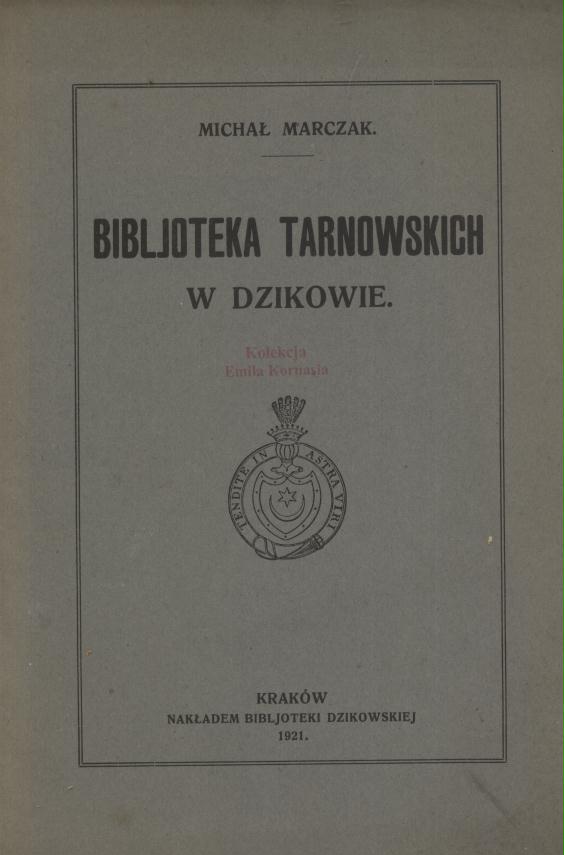 MICHAŁ MARCZAK.
BIBLJOTEKA TARNOWSKICH
W DZIKOWIE.
Kolekcja
Emila Kornasia
TENDITE IN ASTRA VIRI
KRAKÓW
NAKŁADEM BIBLJOTEKI DZIKOWSKIEJ
1921.